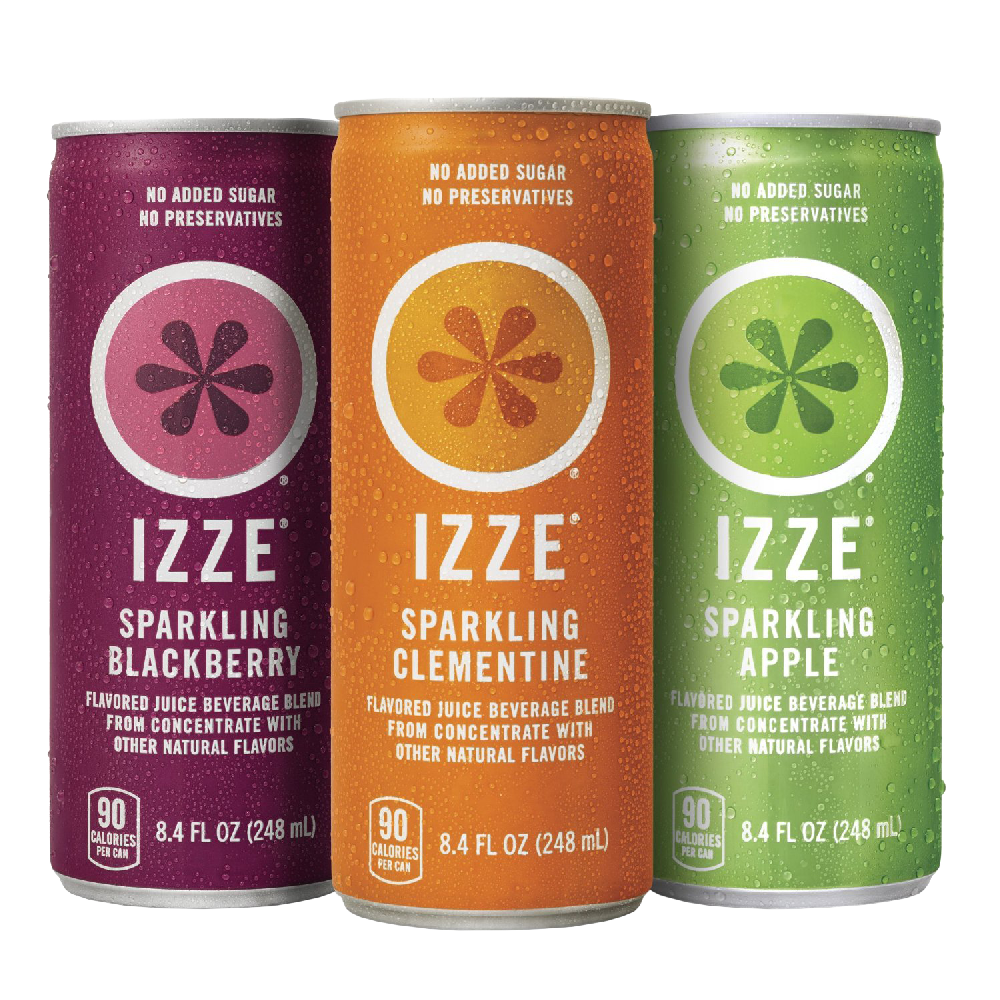 NO ADDED SUGAR
NO PRESERVATIVES
®
IZZE®
SPARKLING
BLACKBERRY
FLAVORED JUICE BEVERAGE BLEND
FROM CONCENTRATE WITH
OTHER NATURAL FLAVORS
90
CALORIES
PER CAN
8.4 FL OZ (248 mL)
NO ADDED SUGAR
NO PRESERVATIVES
®
IZZE®
SPARKLING
CLEMENTINE
FLAVORED JUICE BEVERAGE BLEND
FROM CONCENTRATE WITH
OTHER NATURAL FLAVORS
90
CALORIES
PER CAN
8.4 FL OZ (248 mL)
NO ADDED SUGAR
NO PRESERVATIVES
®
IZZE®
SPARKLING
APPLE
FLAVORED JUICE BEVERAGE BLEND
FROM CONCENTRATE WITH
OTHER NATURAL FLAVORS
90
CALORIES
PER CAN
8.4 FL OZ (248 mL)